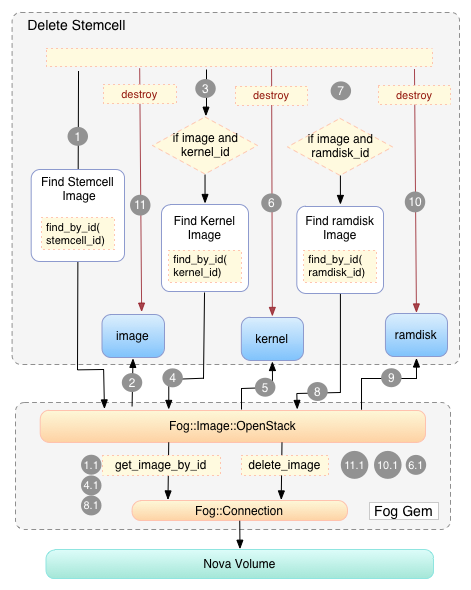 Delete Stemcell
destroy
3
destroy
7
destroy
1
if image and
kernel_id
if image and
ramdisk_id
Find Stemcell
Image
find_by_id(
stemcell_id)
11
Find Kernel
Image
find_by_id(
kernel_id)
6
Find ramdisk
Image
find_by_id(
ramdisk_id)
10
image
kernel
ramdisk
2
4
5
8
9
Fog::Image::OpenStack
1.1
get_image_by_id
delete_image
11.1
10.1
6.1
4.1
8.1
Fog::Connection
Fog Gem
Nova Volume